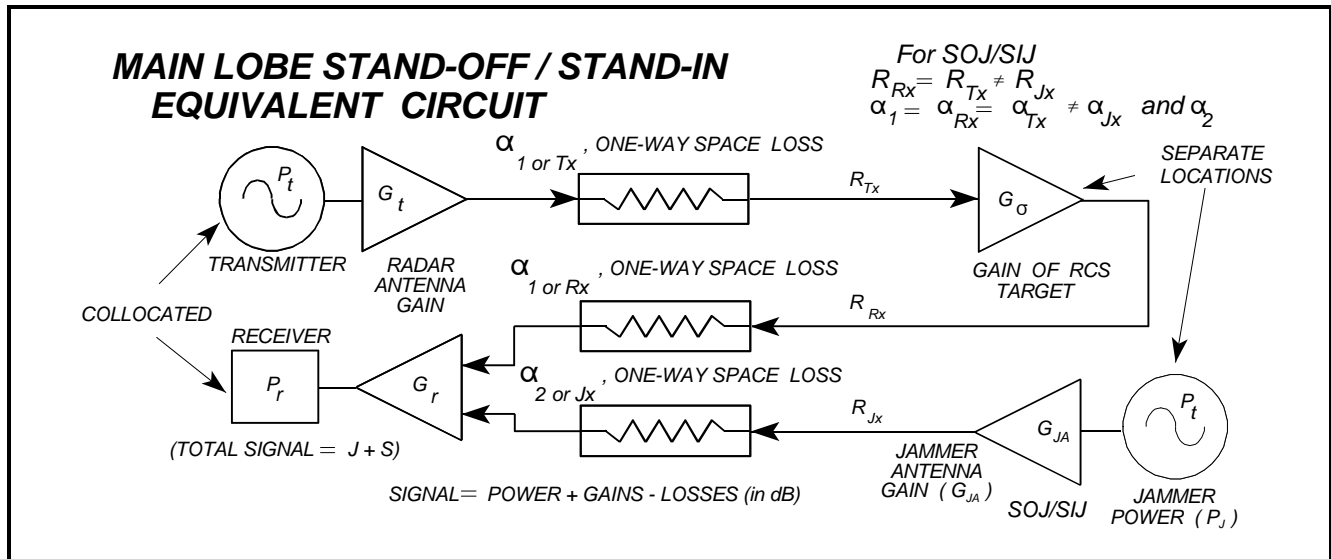 MAIN LOBE STAND-OFF / STAND-IN
EQUIVALENT CIRCUIT
For SOJ/SIJ
R_Rx = R_Tx ≠ R_Jx
α_1 = α_Rx = α_Tx ≠ α_Jx and α_2
α_1 or Tx , ONE-WAY SPACE LOSS
SEPARATE
LOCATIONS
P_t
G_t
R_Tx
G_σ
TRANSMITTER
RADAR
ANTENNA
GAIN
α_1 or Rx , ONE-WAY SPACE LOSS
GAIN OF RCS
TARGET
COLLOCATED
R_Rx
RECEIVER
P_r
G_r
α_2 or Jx , ONE-WAY SPACE LOSS
R_Jx
G_JA
P_t
(TOTAL SIGNAL = J + S)
JAMMER
ANTENNA
GAIN ( G_JA )
SIGNAL = POWER + GAINS - LOSSES (in dB)
SOJ/SIJ
JAMMER
POWER ( P_J )